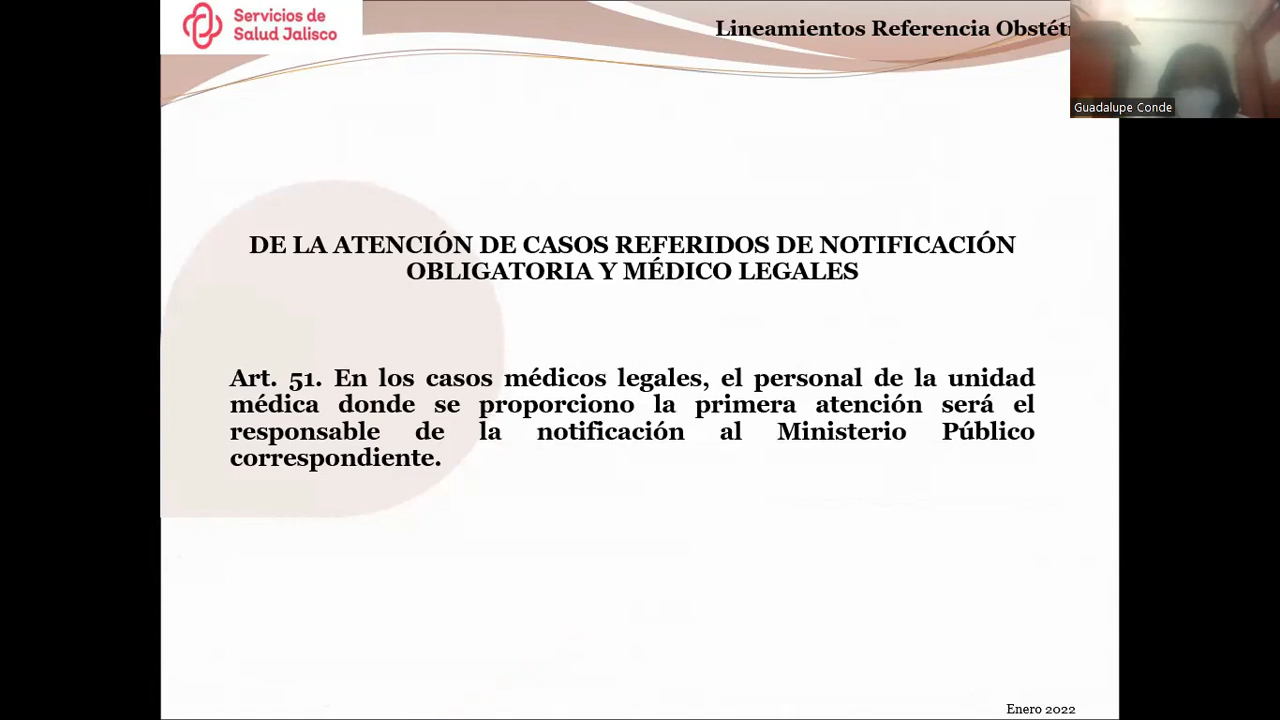 Servicios de
Salud Jalisco
Lineamientos Referencia
Guadalupe Conde
DE LA ATENCIÓN DE CASOS REFERIDOS DE NOTIFICACIÓN
OBLIGATORIA Y MÉDICO LEGALES
Art. 51. En los casos médicos legales, el personal de la unidad
médica donde se proporciono la primera atención será el
responsable de la notificación al Ministerio Público
correspondiente.
Enero 2022